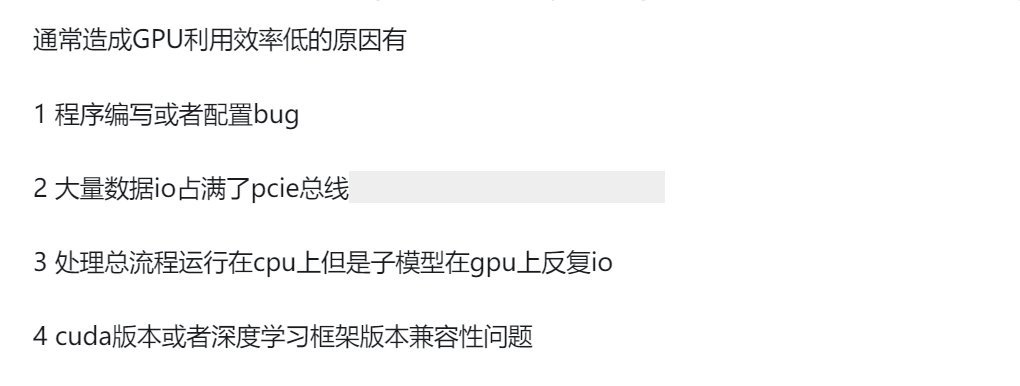 通常造成GPU利用效率低的原因有
1 程序编写或者配置bug
2 大量数据io占满了pcie总线
3 处理总流程运行在cpu上但是子模型在gpu上反复io
4 cuda版本或者深度学习框架版本兼容性问题